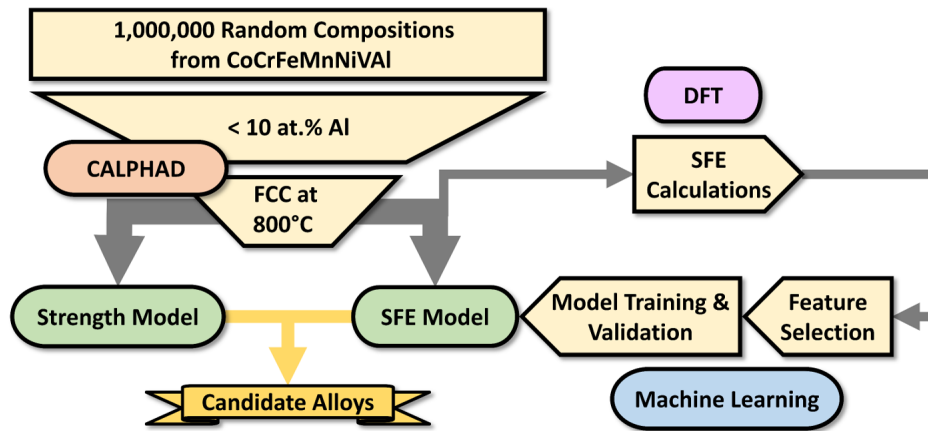 1,000,000 Random Compositions
from CoCrFeMnNiVAl
< 10 at.% Al
CALPHAD
FCC at
800°C
DFT
SFE
Calculations
Strength Model
SFE Model
Model Training &
Validation
Feature
Selection
Candidate Alloys
Machine Learning